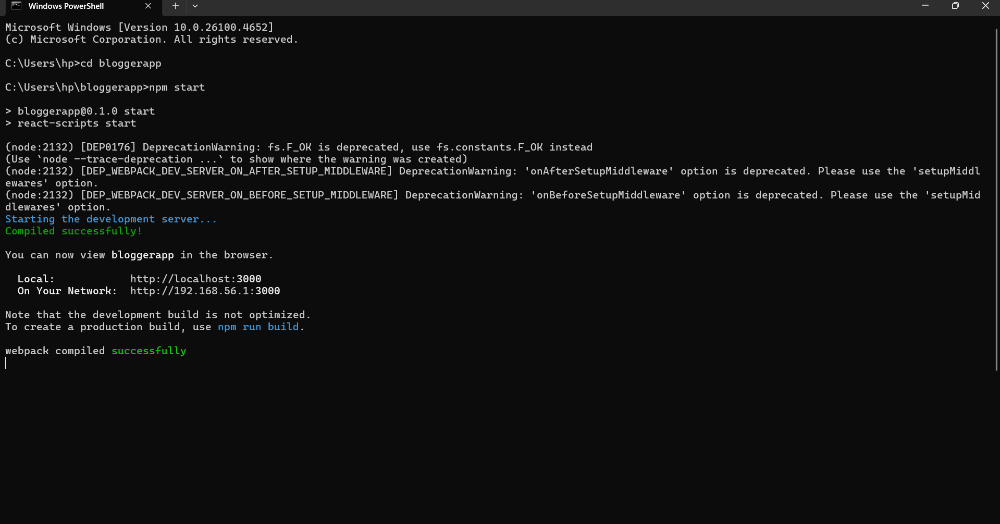 Windows PowerShell
Microsoft Windows [Version 10.0.26100.4652]
(c) Microsoft Corporation. All rights reserved.
C:\Users\hp>cd bloggerapp
C:\Users\hp\bloggerapp>npm start
> bloggerapp@0.1.0 start
> react-scripts start
(node:2132) [DEP0176] DeprecationWarning: fs.F_OK is deprecated, use fs.constants.F_OK instead
(Use `node --trace-deprecation ...` to show where the warning was created)
(node:2132) [DEP_WEBPACK_DEV_SERVER_ON_AFTER_SETUP_MIDDLEWARE] DeprecationWarning: 'onAfterSetupMiddleware' option is deprecated. Please use the 'setupMiddl
ewares' option.
(node:2132) [DEP_WEBPACK_DEV_SERVER_ON_BEFORE_SETUP_MIDDLEWARE] DeprecationWarning: 'onBeforeSetupMiddleware' option is deprecated. Please use the 'setupMid
dlewares' option.
Starting the development server...
Compiled successfully!
You can now view bloggerapp in the browser.
Local:            http://localhost:3000
On Your Network:  http://192.168.56.1:3000
Note that the development build is not optimized.
To create a production build, use npm run build.
webpack compiled successfully